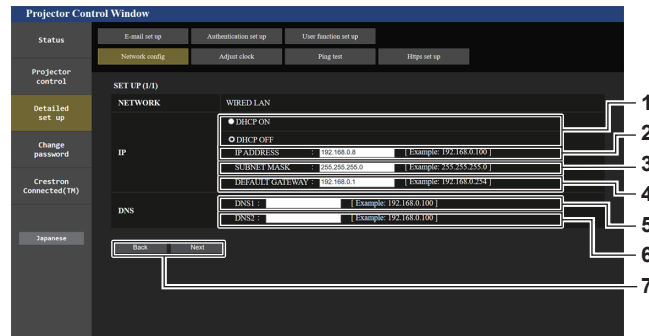 Projector Control Window
Status
E-mail set up
Authentication set up
User function set up
Network config
Adjust clock
Ping test
Https set up
Projector
control
Detailed
set up
Change
password
Crestron
Connected(TM)
Japanese
SET UP (1/1)
NETWORK WIRED LAN
IP
DHCP ON
DHCP OFF
IP ADDRESS : 192.168.0.8 [ Example: 192.168.0.100 ]
SUBNET MASK : 255.255.255.0 [ Example: 255.255.255.0 ]
DEFAULT GATEWAY : 192.168.0.1 [ Example: 192.168.0.254 ]
DNS
DNS1 : [ Example: 192.168.0.100 ]
DNS2 : [ Example: 192.168.0.100 ]
Back Next
1
2
3
4
5
6
7